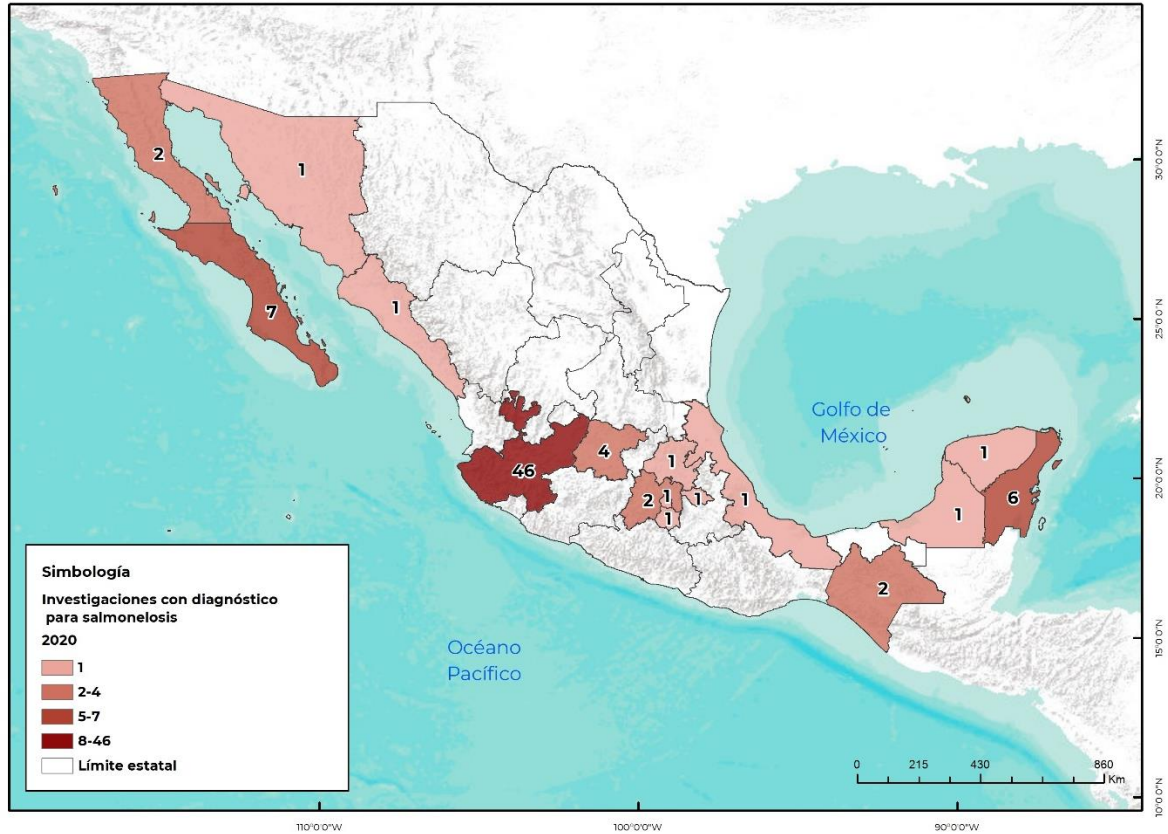 2
1
7
1
46
4
1
2
1
1
1
1
1
1
6
2
Golfo de
México
Océano
Pacífico
Simbología
Investigaciones con diagnóstico
para salmonelosis
2020
1
2-4
5-7
8-46
Límite estatal
0 215 430 860
Km
30°0'0"N
25°0'0"N
20°0'0"N
15°0'0"N
10°0'0"N
110°0'0"W
100°0'0"W
90°0'0"W